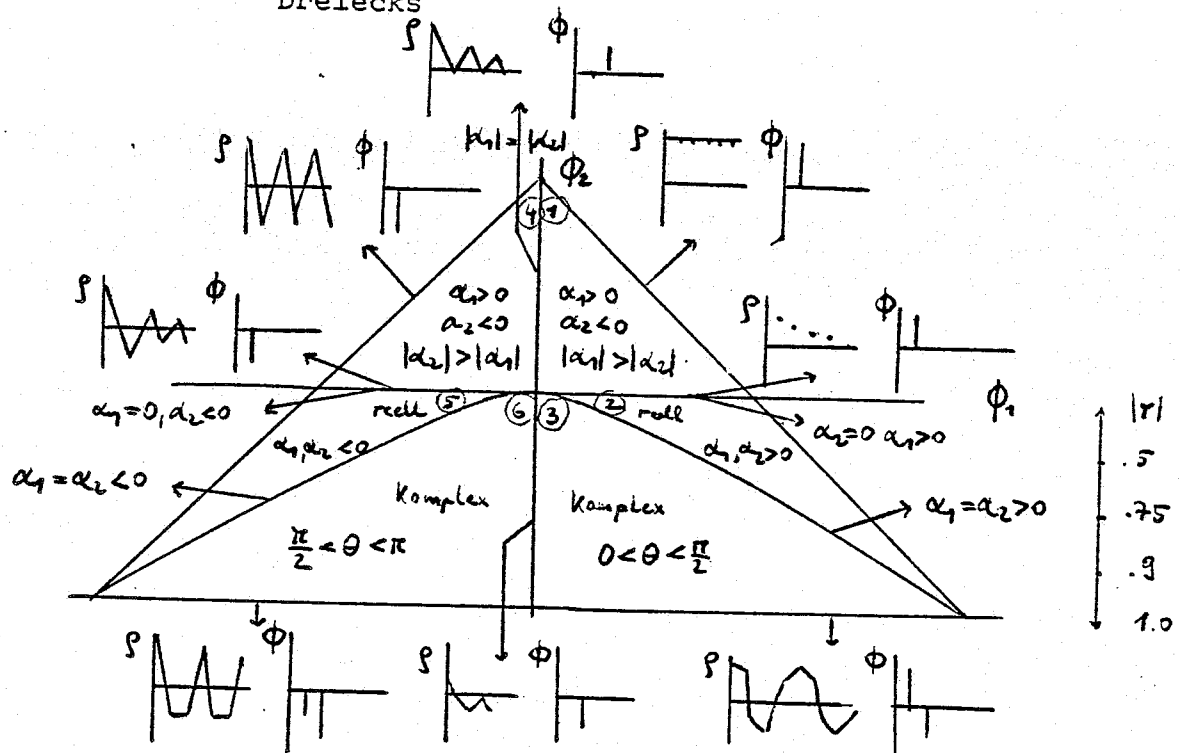 Dreiecks
ρ ϕ
|α₁| = |α₂|
ρ ϕ ρ ϕ
ϕ₂
④ ①
ρ ϕ α₁>0 α₁>0 ρ ϕ
a₂<0 α₂<0
|α₂|>|α₁| |α₁|>|α₂|
ϕ₁
α₁=0, α₂<0 reell ⑤ ⑥ ③ ② reell α₂=0 α₁>0 |r|
α₁,α₂<0 α₁,α₂>0 .5
α₁=α₂<0 Komplex Komplex α₁=α₂>0 .75
π/2 < θ < π 0 < θ < π/2 .9
1.0
ρ ϕ ρ ϕ ρ ϕ